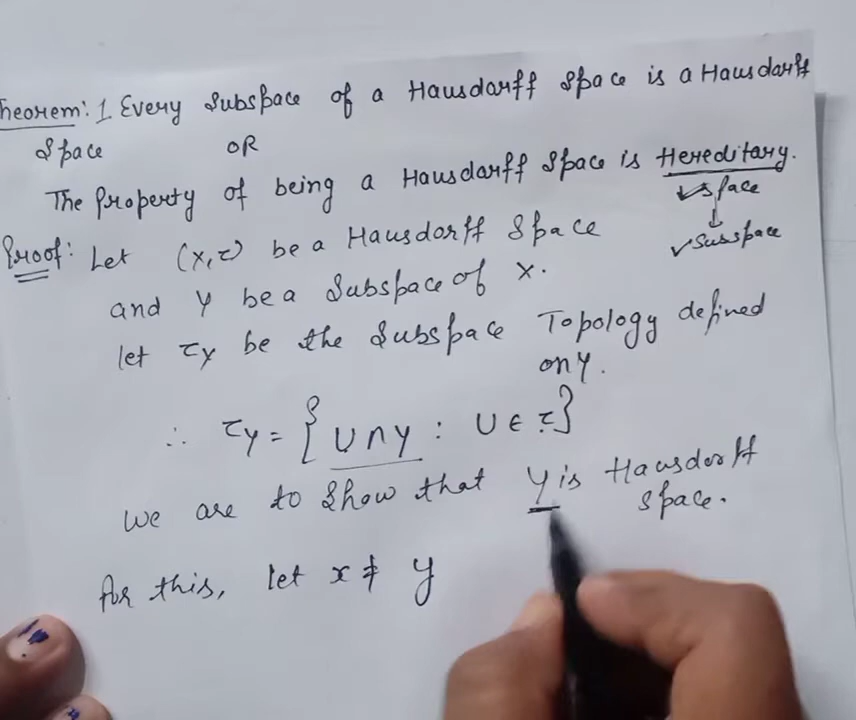 Theorem: 1 Every Subspace of a Hausdorff Space is a Hausdorff
Space OR
The Property of being a Hausdorff Space is Hereditary.
✓Space
↓
✓Subspace
Proof: Let (X,τ) be a Hausdorff Space
and Y be a Subspace of X.
let τY be the Subspace Topology defined
on Y.
∴ τY = { U∩Y : U ∈ τ }
We are to Show that Y is Hausdorff
Space.
for this, let x ≠ y